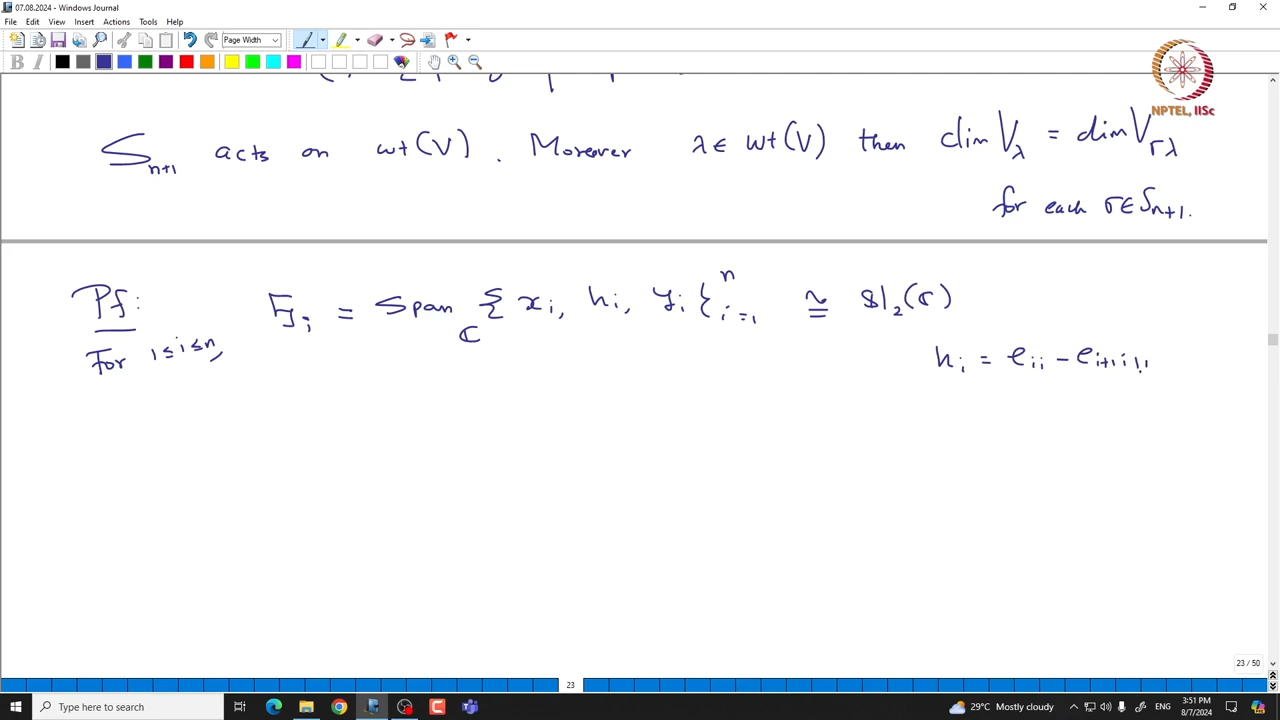 07.08.2024 - Windows Journal
File Edit View Insert Actions Tools Help
Page Width
NPTEL, IISc
S_{n+1} acts on wt(V). Moreover λ ∈ wt(V) then dim V_λ = dim V_{σλ}
for each σ ∈ S_{n+1}.
Pf: 𝔤_i = Span_ℂ { x_i, h_i, y_i }_{i=1}^n ≅ sl_2(ℂ)
For 1 ≤ i ≤ n, h_i = e_{ii} − e_{i+1 i+1}
23 / 50
23
Type here to search
29°C Mostly cloudy
ENG
3:51 PM
8/7/2024